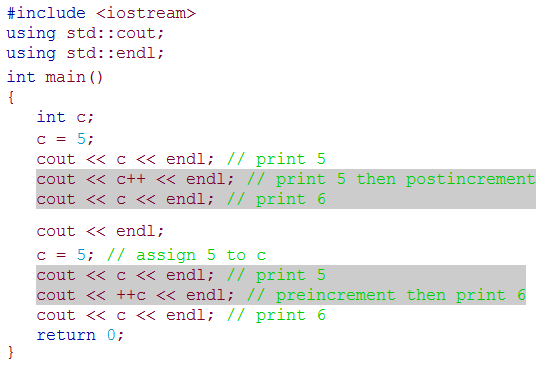 #include <iostream>
using std::cout;
using std::endl;
int main()
{
int c;
c = 5;
cout << c << endl; // print 5
cout << c++ << endl; // print 5 then postincrement
cout << c << endl; // print 6
cout << endl;
c = 5; // assign 5 to c
cout << c << endl; // print 5
cout << ++c << endl; // preincrement then print 6
cout << c << endl; // print 6
return 0;
}